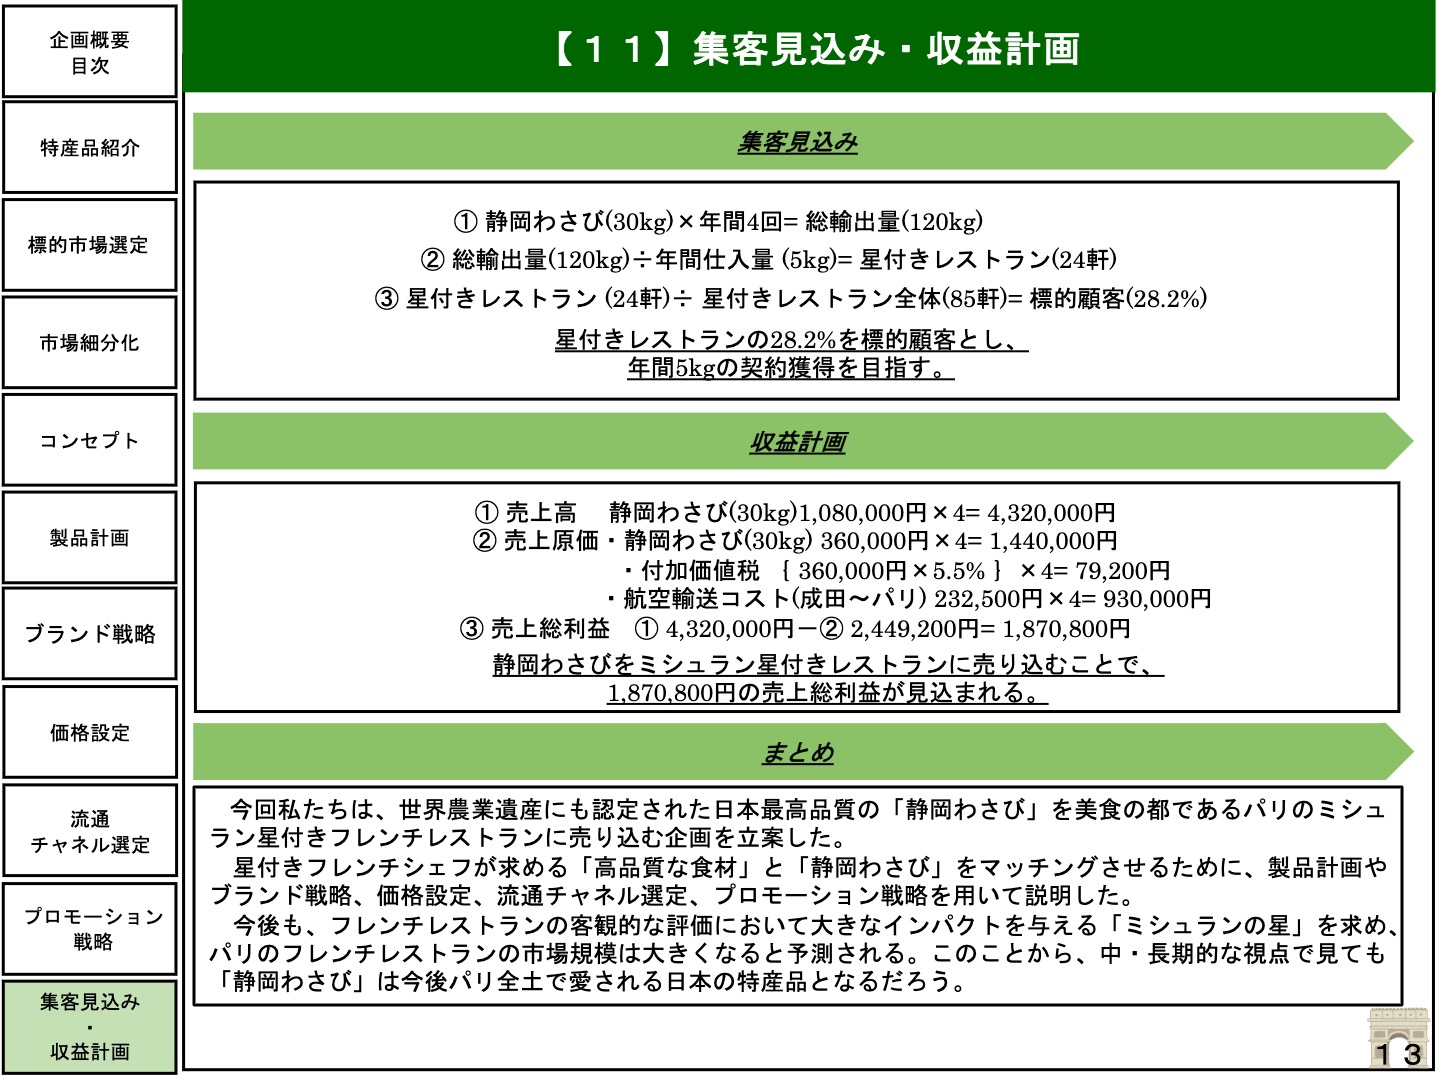 企画概要
目次
特産品紹介
標的市場選定
市場細分化
コンセプト
製品計画
ブランド戦略
価格設定
流通
チャネル選定
プロモーション
戦略
集客見込み
・
収益計画
【１１】集客見込み・収益計画
集客見込み
① 静岡わさび(30kg)×年間4回= 総輸出量(120kg)
② 総輸出量(120kg)÷年間仕入量 (5kg)= 星付きレストラン(24軒)
③ 星付きレストラン (24軒)÷ 星付きレストラン全体(85軒)= 標的顧客(28.2%)
星付きレストランの28.2%を標的顧客とし、
年間5kgの契約獲得を目指す。
収益計画
① 売上高　静岡わさび(30kg)1,080,000円×4= 4,320,000円
② 売上原価・静岡わさび(30kg) 360,000円×4= 1,440,000円
・付加価値税 ｛ 360,000円×5.5% ｝ ×4= 79,200円
・航空輸送コスト(成田～パリ) 232,500円×4= 930,000円
③ 売上総利益　① 4,320,000円－② 2,449,200円= 1,870,800円
静岡わさびをミシュラン星付きレストランに売り込むことで、
1,870,800円の売上総利益が見込まれる。
まとめ
今回私たちは、世界農業遺産にも認定された日本最高品質の「静岡わさび」を美食の都であるパリのミシュ
ラン星付きフレンチレストランに売り込む企画を立案した。
星付きフレンチシェフが求める「高品質な食材」と「静岡わさび」をマッチングさせるために、製品計画や
ブランド戦略、価格設定、流通チャネル選定、プロモーション戦略を用いて説明した。
今後も、フレンチレストランの客観的な評価において大きなインパクトを与える「ミシュランの星」を求め、
パリのフレンチレストランの市場規模は大きくなると予測される。このことから、中・長期的な視点で見ても
「静岡わさび」は今後パリ全土で愛される日本の特産品となるだろう。
１３